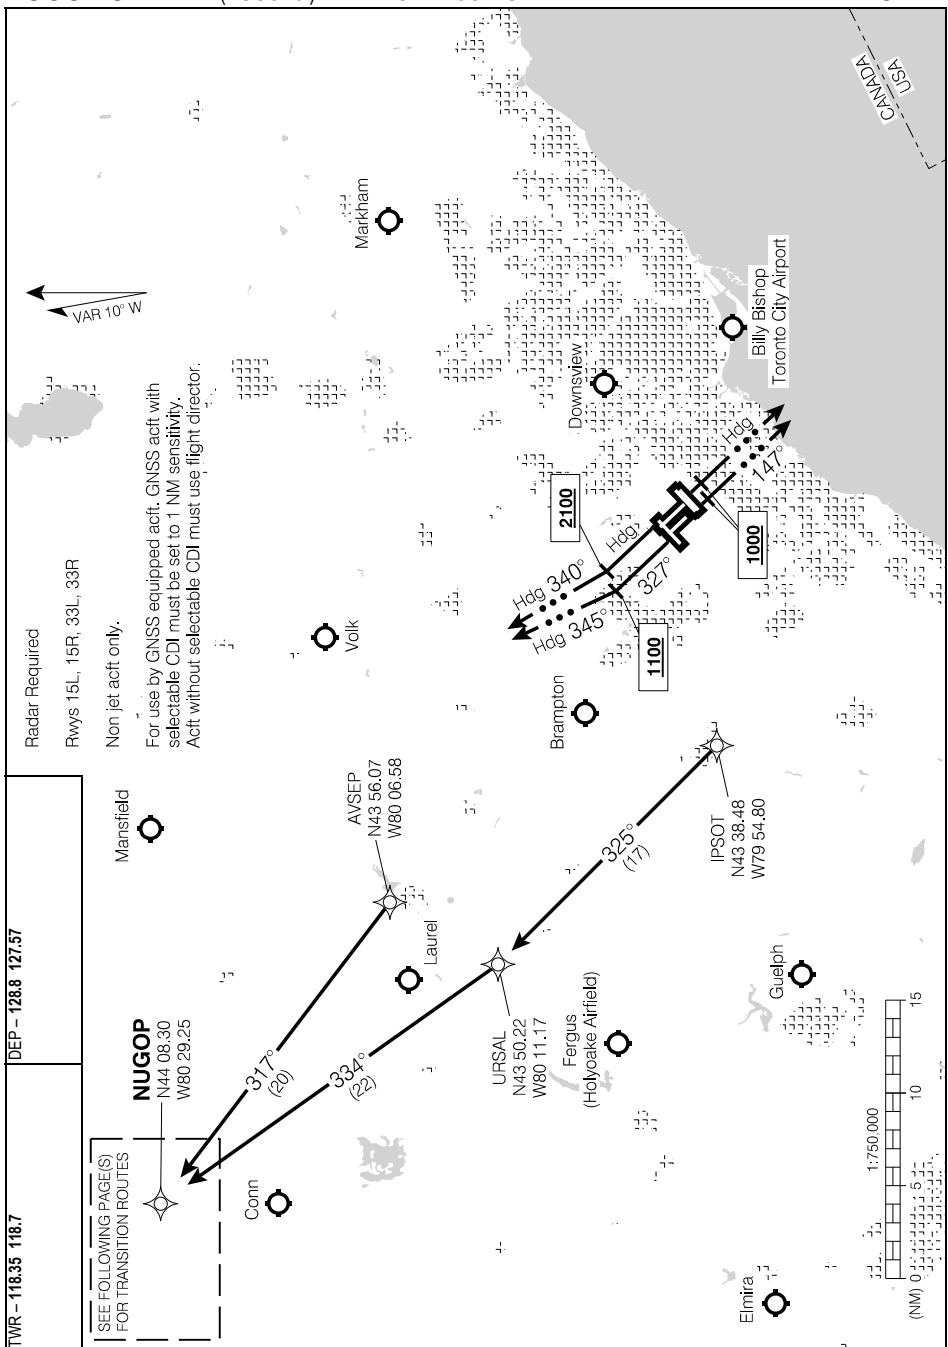 TWR – 118.35 118.7
DEP – 128.8 127.57
Radar Required
Rwys 15L, 15R, 33L, 33R
Non jet acft only.
For use by GNSS equipped acft. GNSS acft with
selectable CDI must be set to 1 NM sensitivity.
Acft without selectable CDI must use flight director.
VAR 10° W
SEE FOLLOWING PAGE(S)
FOR TRANSITION ROUTES
NUGOP
N44 08.30
W80 29.25
Mansfield
Volk
Markham
CANADA
USA
Conn
317°
(20)
334°
(22)
AVSEP
N43 56.07
W80 06.58
Laurel
URSAL
N43 50.22
W80 11.17
Fergus
(Holyoake Airfield)
325°
(17)
Brampton
Hdg 340°
Hdg 345°
2100
Hdg
327°
1100
Downsview
1000
Hdg
147°
Billy Bishop
Toronto City Airport
IPSOT
N43 38.48
W79 54.80
Guelph
Elmira
1:750,000
(NM) 0 5 10 15